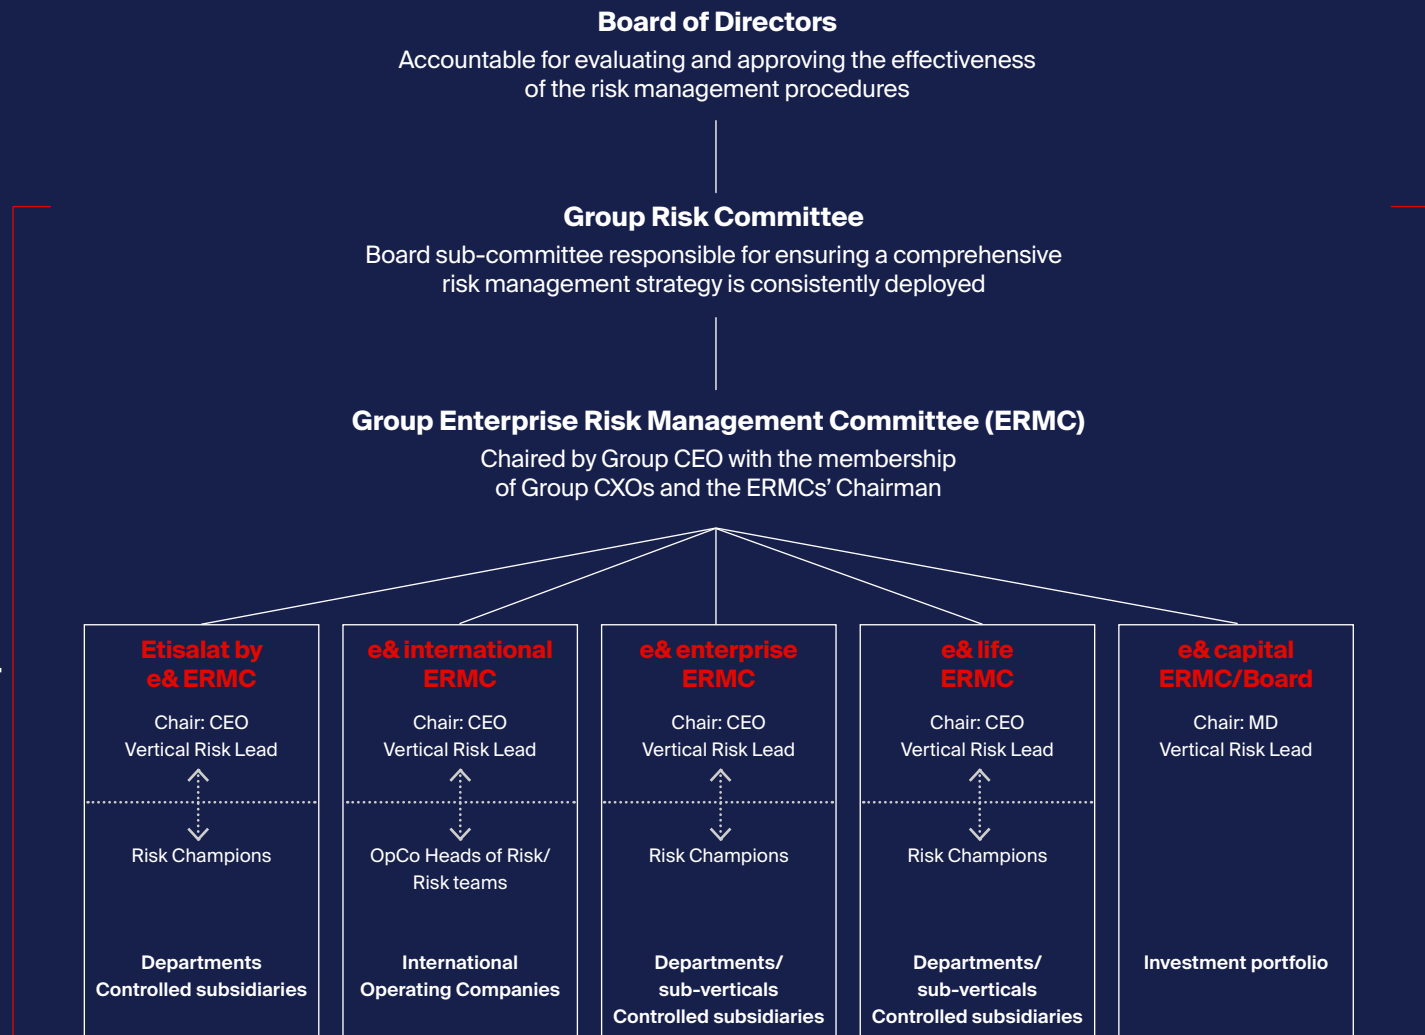 Board of Directors
Accountable for evaluating and approving the effectiveness
of the risk management procedures
Group Risk Committee
Board sub-committee responsible for ensuring a comprehensive
risk management strategy is consistently deployed
Group Enterprise Risk Management Committee (ERMC)
Chaired by Group CEO with the membership
of Group CXOs and the ERMCs’ Chairman
Etisalat by
e& ERMC
Chair: CEO
Vertical Risk Lead
Risk Champions
Departments
Controlled subsidiaries
e& international
ERMC
Chair: CEO
Vertical Risk Lead
OpCo Heads of Risk/
Risk teams
International
Operating Companies
e& enterprise
ERMC
Chair: CEO
Vertical Risk Lead
Risk Champions
Departments/
sub-verticals
Controlled subsidiaries
e& life
ERMC
Chair: CEO
Vertical Risk Lead
Risk Champions
Departments/
sub-verticals
Controlled subsidiaries
e& capital
ERMC/Board
Chair: MD
Vertical Risk Lead
Investment portfolio